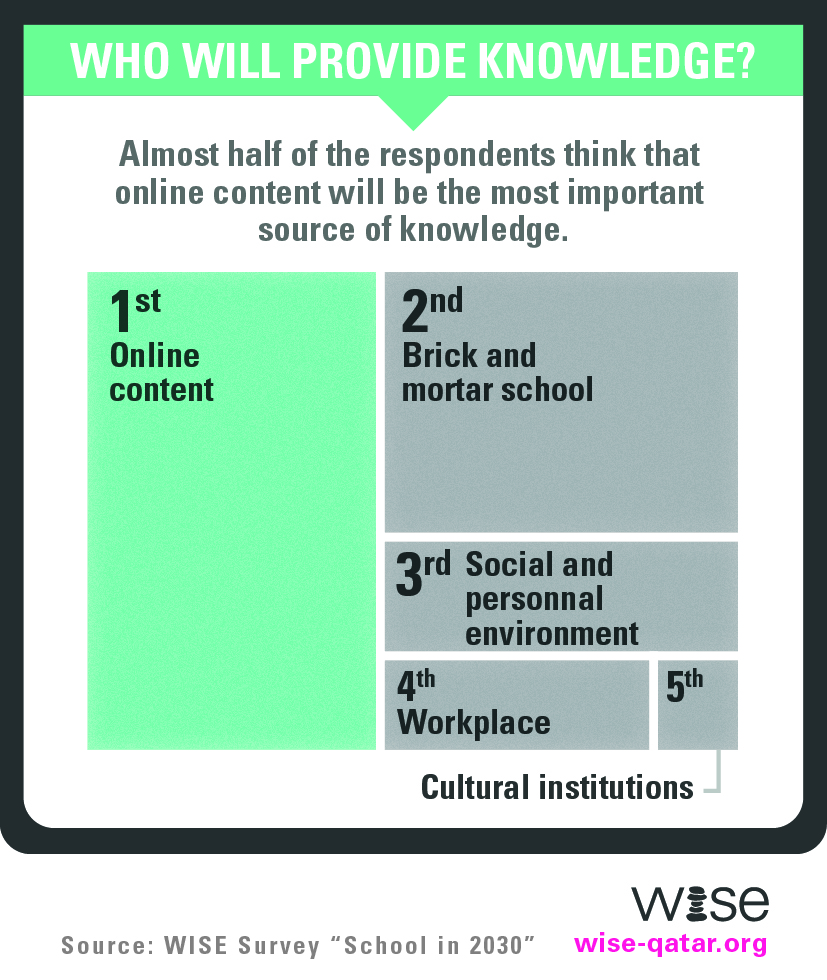 WHO WILL PROVIDE KNOWLEDGE?
Almost half of the respondents think that
online content will be the most important
source of knowledge.
1st
Online
content
2nd
Brick and
mortar school
3rd Social and
personnal
environment
4th
Workplace
5th
Cultural institutions
wise
Source: WISE Survey “School in 2030”
wise-qatar.org